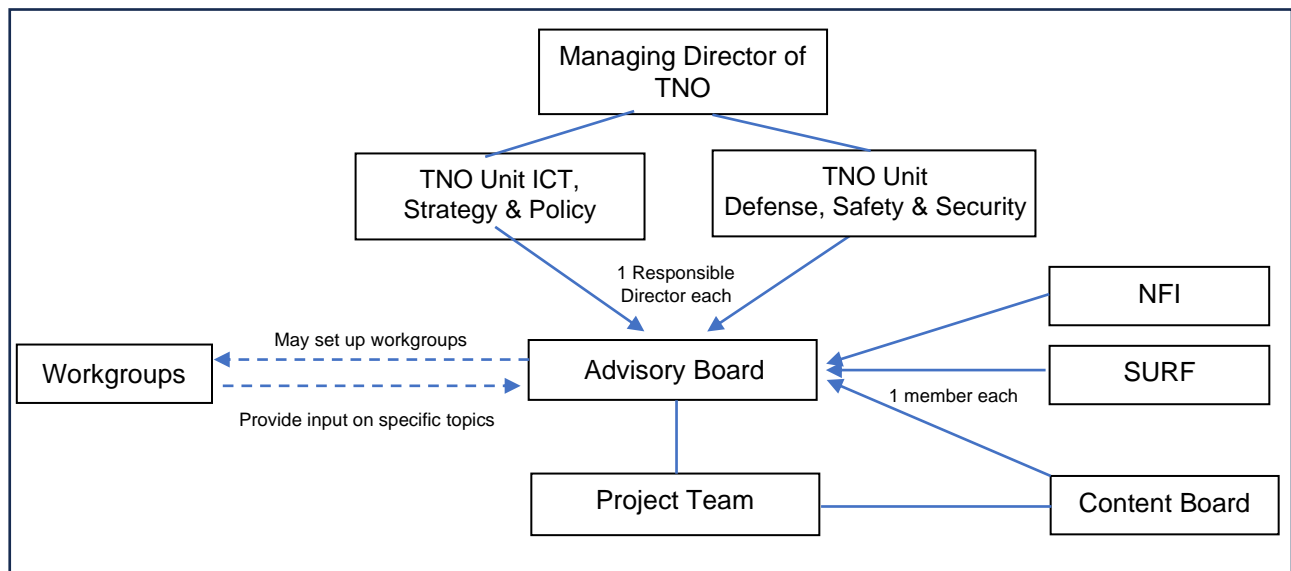 Managing Director of
TNO
TNO Unit ICT,
Strategy & Policy
TNO Unit
Defense, Safety & Security
1 Responsible
Director each
NFI
May set up workgroups
Workgroups
Advisory Board
SURF
1 member each
Provide input on specific topics
Project Team
Content Board